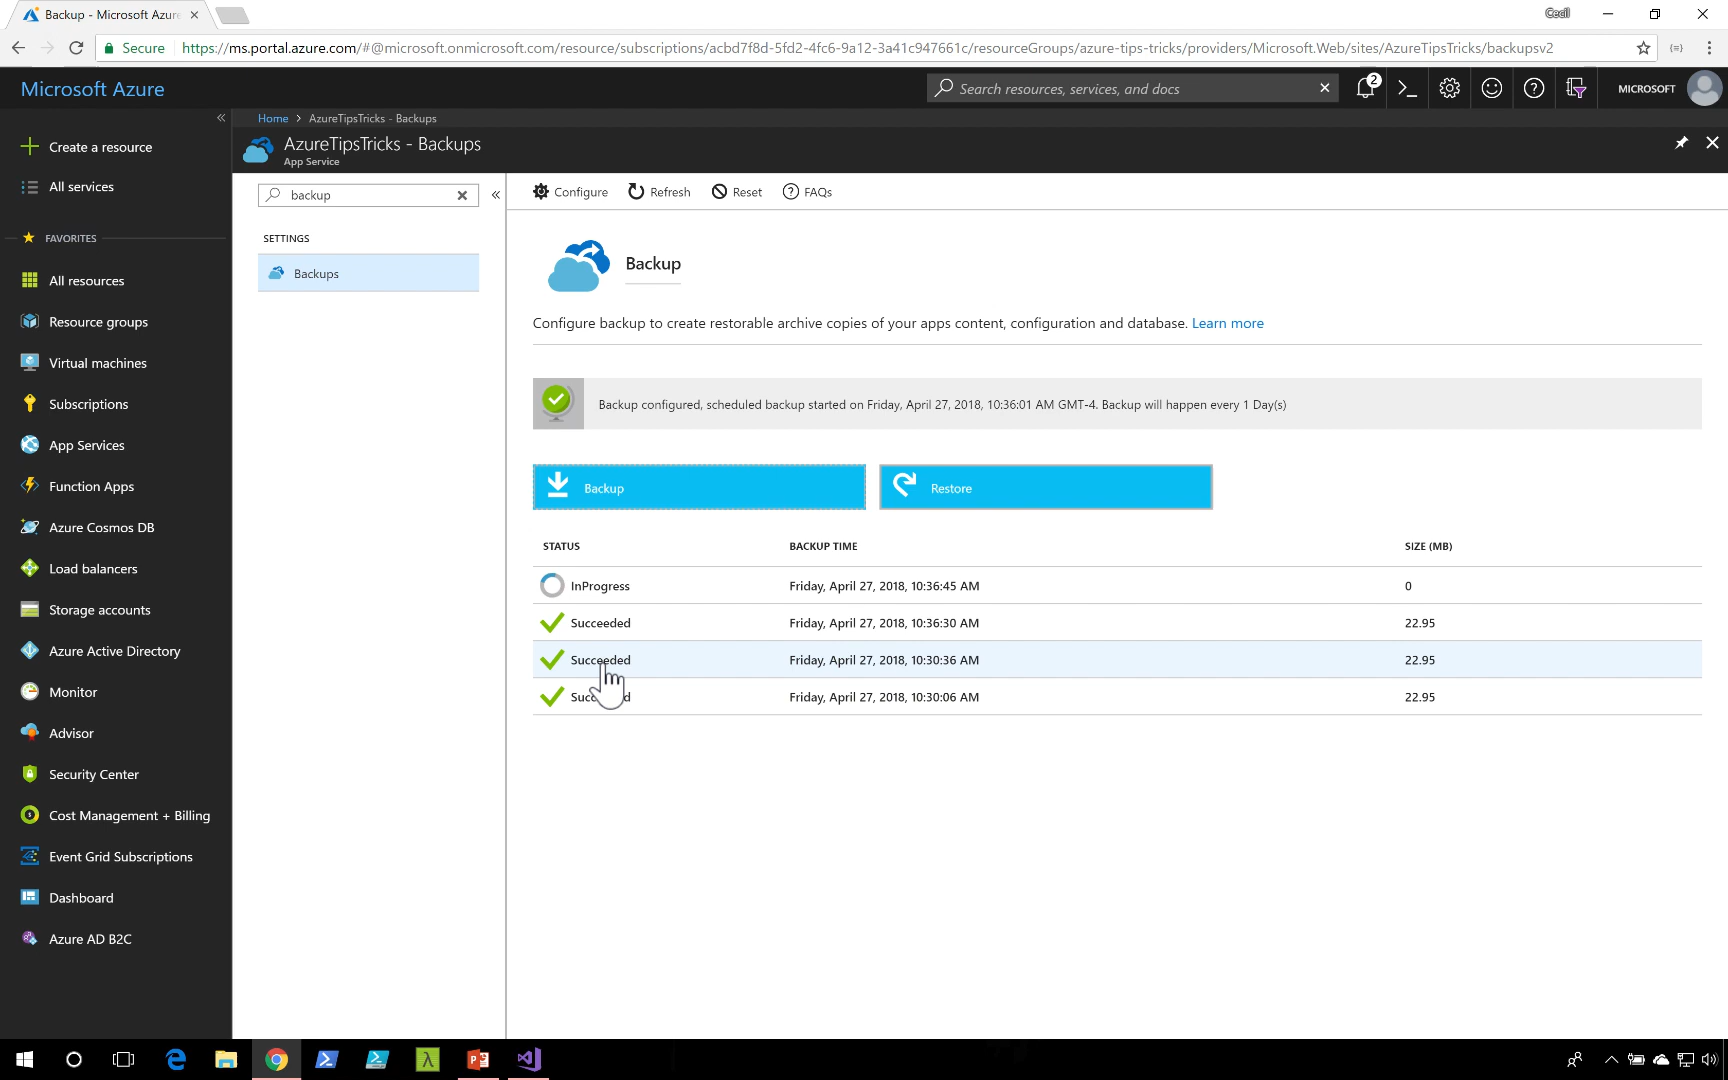 Backup - Microsoft Azure
Cecil
Secure
https://ms.portal.azure.com/#@microsoft.onmicrosoft.com/resource/subscriptions/acbd7f8d-5fd2-4fc6-9a12-3a41c947661c/resourceGroups/azure-tips-tricks/providers/Microsoft.Web/sites/AzureTipsTricks/backupsv2
Microsoft Azure
Search resources, services, and docs
2
MICROSOFT
Home > AzureTipsTricks - Backups
AzureTipsTricks - Backups
App Service
Create a resource
All services
FAVORITES
All resources
Resource groups
Virtual machines
Subscriptions
App Services
Function Apps
Azure Cosmos DB
Load balancers
Storage accounts
Azure Active Directory
Monitor
Advisor
Security Center
Cost Management + Billing
Event Grid Subscriptions
Dashboard
Azure AD B2C
backup
SETTINGS
Backups
Configure Refresh Reset FAQs
Backup
Configure backup to create restorable archive copies of your apps content, configuration and database. Learn more
Backup configured, scheduled backup started on Friday, April 27, 2018, 10:36:01 AM GMT-4. Backup will happen every 1 Day(s)
Backup
Restore
STATUS BACKUP TIME SIZE (MB)
InProgress Friday, April 27, 2018, 10:36:45 AM 0
Succeeded Friday, April 27, 2018, 10:36:30 AM 22.95
Succeeded Friday, April 27, 2018, 10:30:36 AM 22.95
Succeeded Friday, April 27, 2018, 10:30:06 AM 22.95